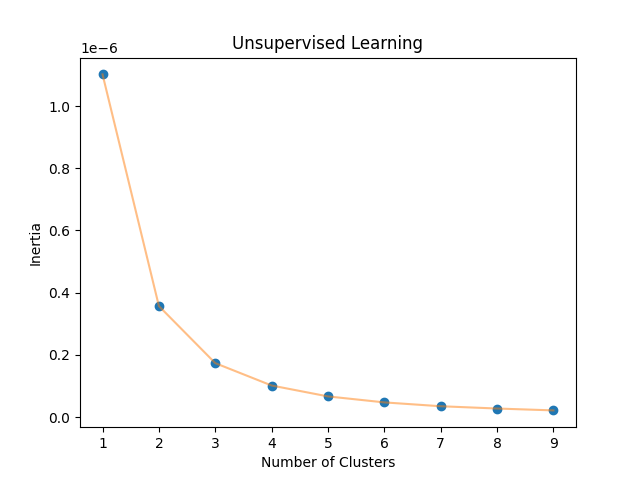 Unsupervised Learning
1e−6
1.0
0.8
0.6
0.4
0.2
0.0
Inertia
1 2 3 4 5 6 7 8 9
Number of Clusters